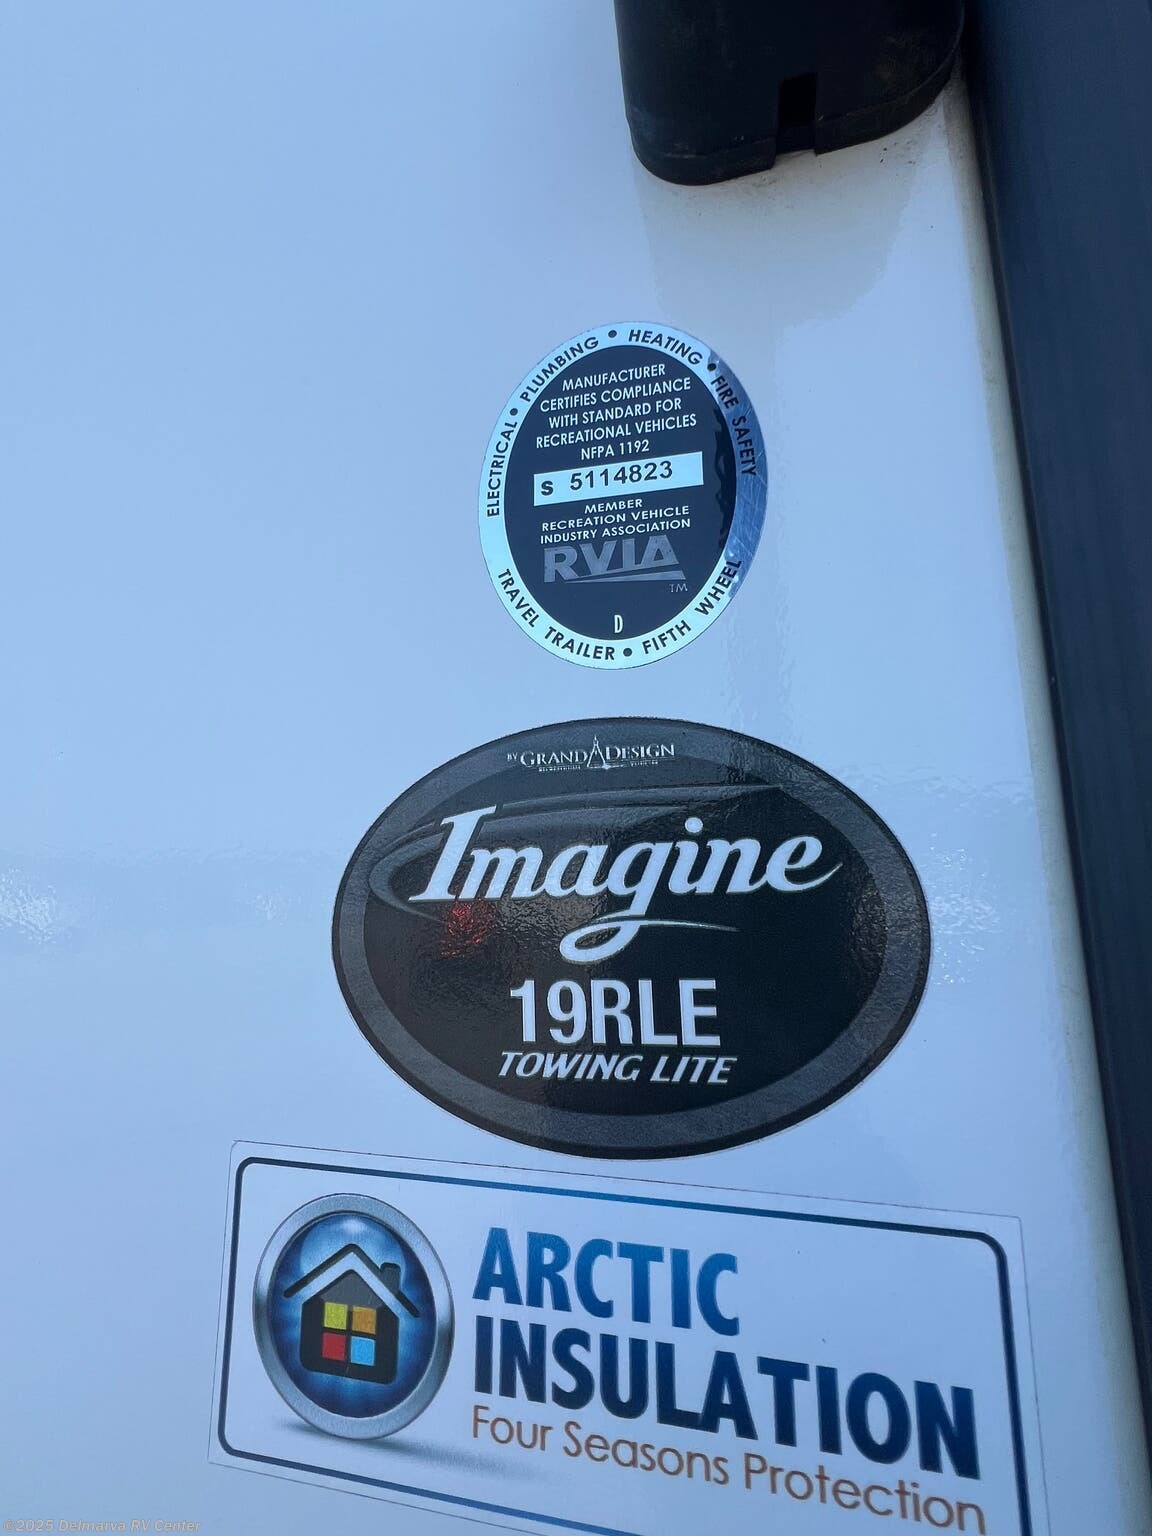 ELECTRICAL • PLUMBING • HEATING • FIRE SAFETY
MANUFACTURER
CERTIFIES COMPLIANCE
WITH STANDARD FOR
RECREATIONAL VEHICLES
NFPA 1192
S 5114823
MEMBER
RECREATION VEHICLE
INDUSTRY ASSOCIATION
RVIA
TM
D
TRAVEL TRAILER • FIFTH WHEEL
BY GRAND DESIGN
Imagine
19RLE
TOWING LITE
ARCTIC
INSULATION
Four Seasons Protection
©2025 Delmarva RV Center